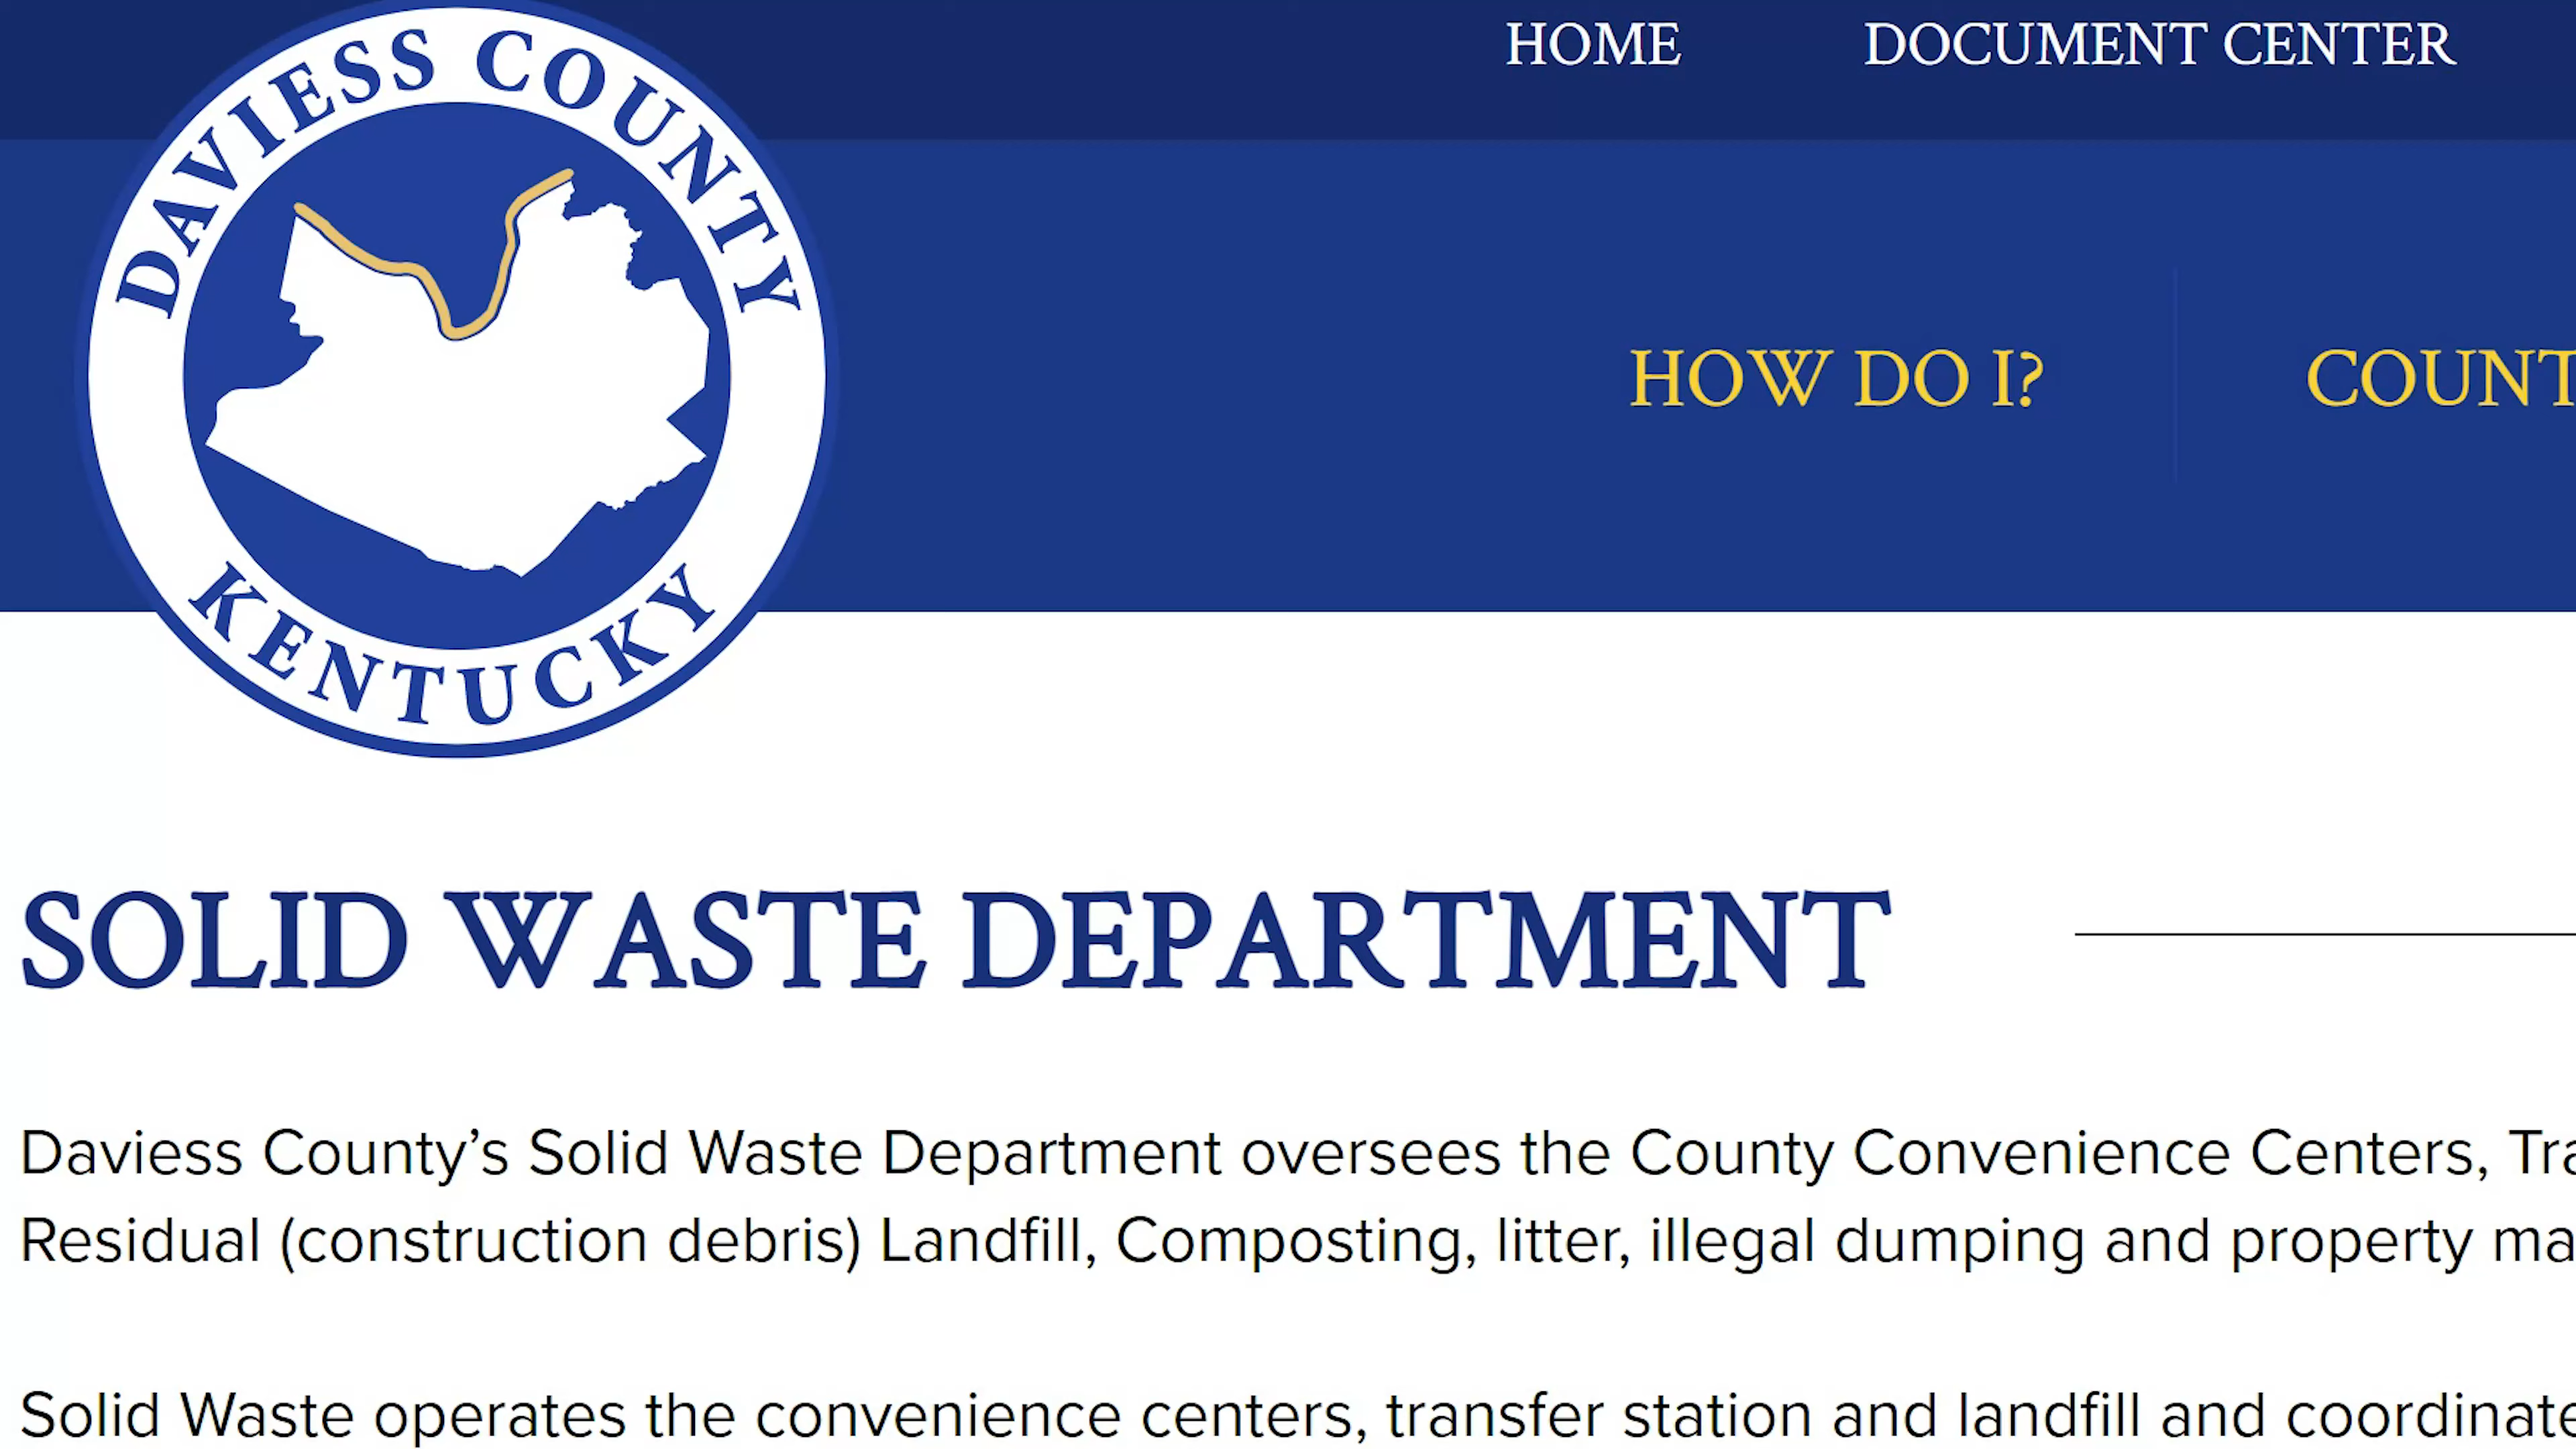 HOME DOCUMENT CENTER
DAVIESS COUNTY
KENTUCKY
HOW DO I?
SOLID WASTE DEPARTMENT
Daviess County’s Solid Waste Department oversees the County Convenience Centers,
Residual (construction debris) Landfill, Composting, litter, illegal dumping and property
Solid Waste operates the convenience centers, transfer station and landfill and